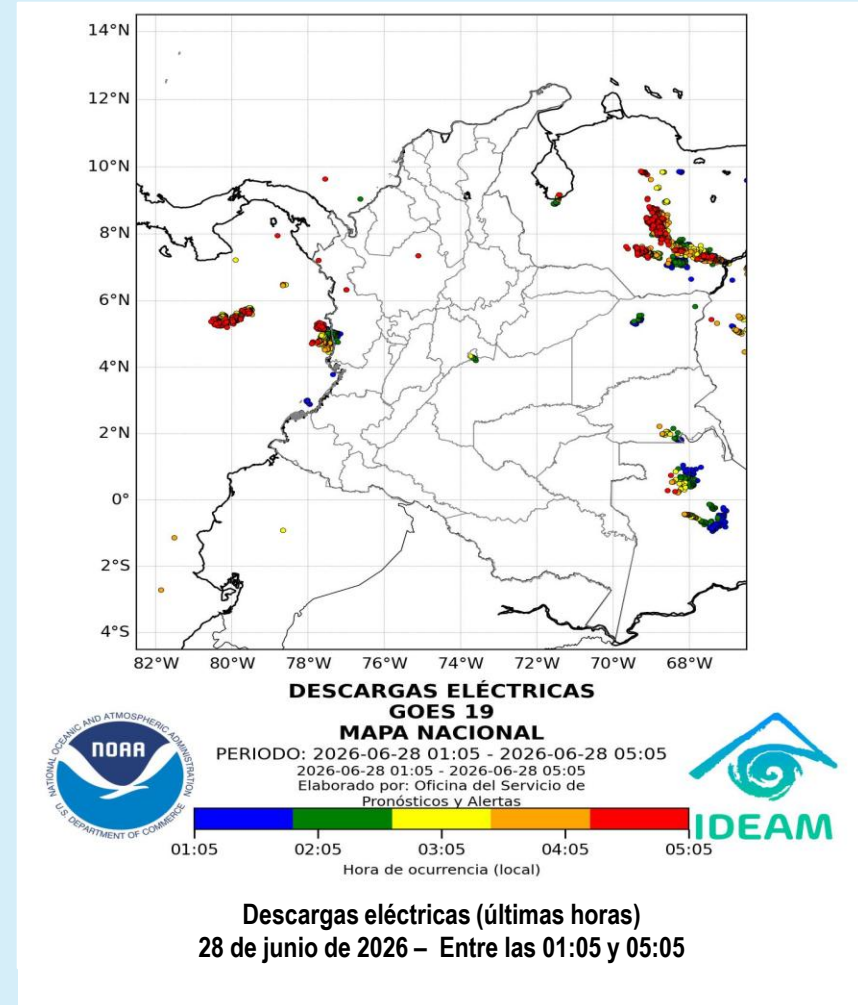 14°N
12°N
10°N
8°N
6°N
4°N
2°N
0°
2°S
4°S
82°W 80°W 78°W 76°W 74°W 72°W 70°W 68°W
DESCARGAS ELÉCTRICAS
GOES 19
MAPA NACIONAL
PERIODO: 2026-06-28 01:05 - 2026-06-28 05:05
2026-06-28 01:05 - 2026-06-28 05:05
Elaborado por: Oficina del Servicio de
Pronósticos y Alertas
NATIONAL OCEANIC AND ATMOSPHERIC ADMINISTRATION
NOAA
U.S. DEPARTMENT OF COMMERCE
IDEAM
01:05 02:05 03:05 04:05 05:05
Hora de ocurrencia (local)
Descargas eléctricas (últimas horas)
28 de junio de 2026 – Entre las 01:05 y 05:05